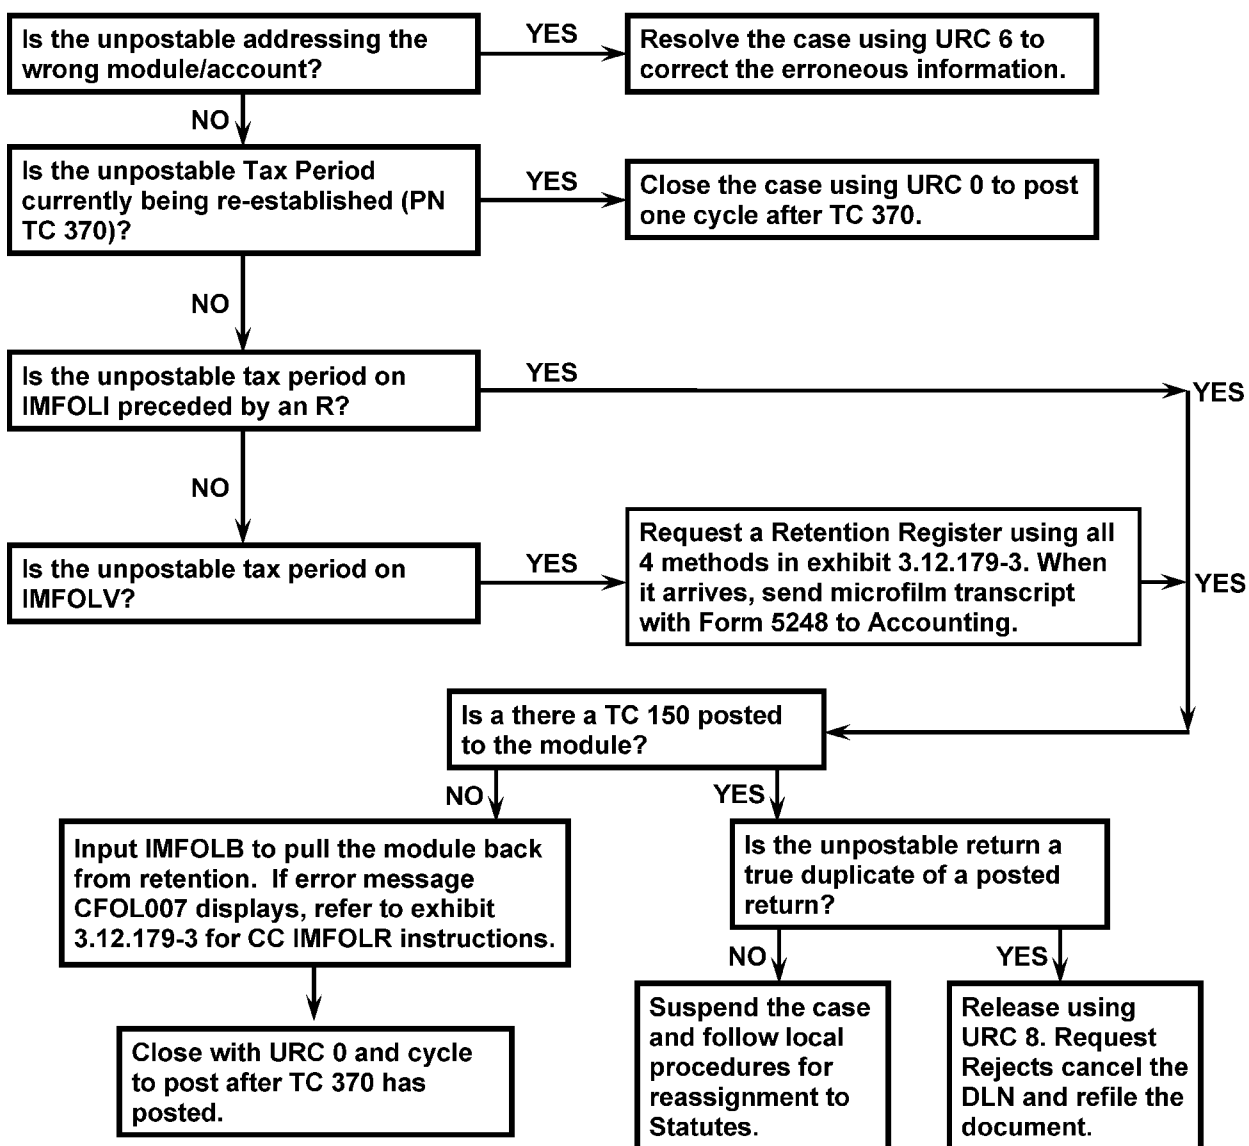 Is the unpostable addressing the
wrong module/account?
YES
Resolve the case using URC 6 to
correct the erroneous information.
NO
Is the unpostable Tax Period
currently being re-established (PN
TC 370)?
YES
Close the case using URC 0 to post
one cycle after TC 370.
NO
Is the unpostable tax period on
IMFOLI preceded by an R?
YES
YES
NO
Is the unpostable tax period on
IMFOLV?
YES
Request a Retention Register using all
4 methods in exhibit 3.12.179-3. When
it arrives, send microfilm transcript
with Form 5248 to Accounting.
YES
Is a there a TC 150 posted
to the module?
NO
YES
Input IMFOLB to pull the module back
from retention. If error message
CFOL007 displays, refer to exhibit
3.12.179-3 for CC IMFOLR instructions.
Is the unpostable return a
true duplicate of a posted
return?
NO
YES
Close with URC 0 and cycle
to post after TC 370 has
posted.
Suspend the case
and follow local
procedures for
reassignment to
Statutes.
Release using
URC 8. Request
Rejects cancel the
DLN and refile the
document.